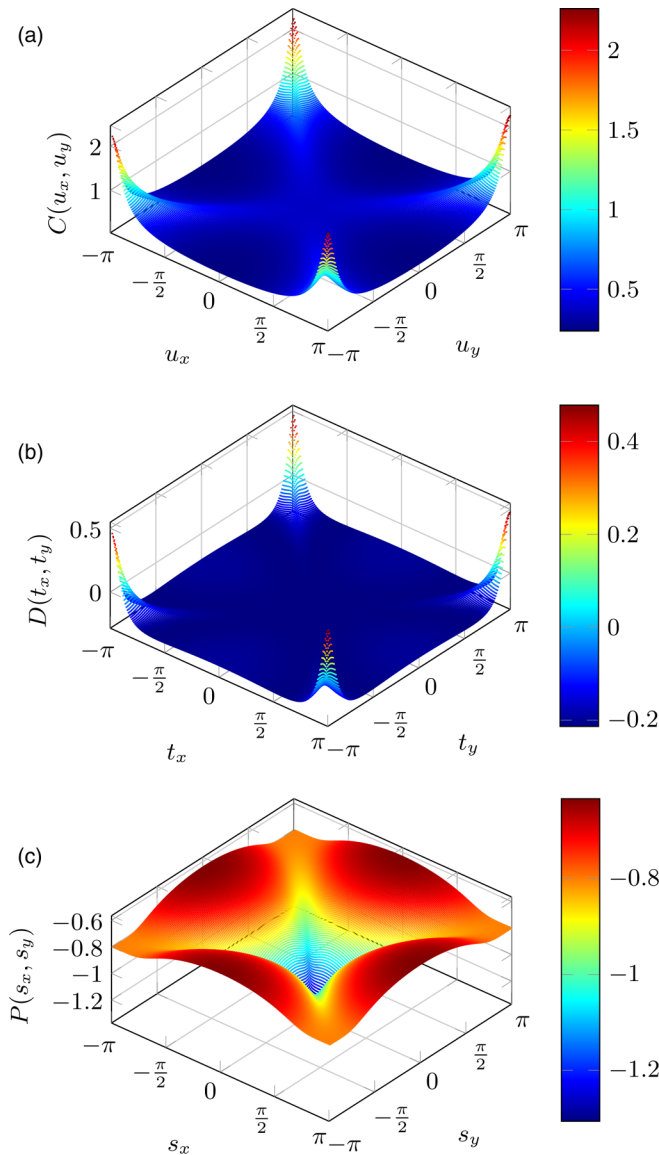 (a)
C(u_x, u_y)
2
1
−π
−π/2
0
π/2
π
−π
−π/2
0
π/2
π
u_x
u_y
2
1.5
1
0.5
(b)
D(t_x, t_y)
0.5
0
−π
−π/2
0
π/2
π
−π
−π/2
0
π/2
π
t_x
t_y
0.4
0.2
0
−0.2
(c)
P(s_x, s_y)
−0.6
−0.8
−1
−1.2
−π
−π/2
0
π/2
π
−π
−π/2
0
π/2
π
s_x
s_y
−0.8
−1
−1.2